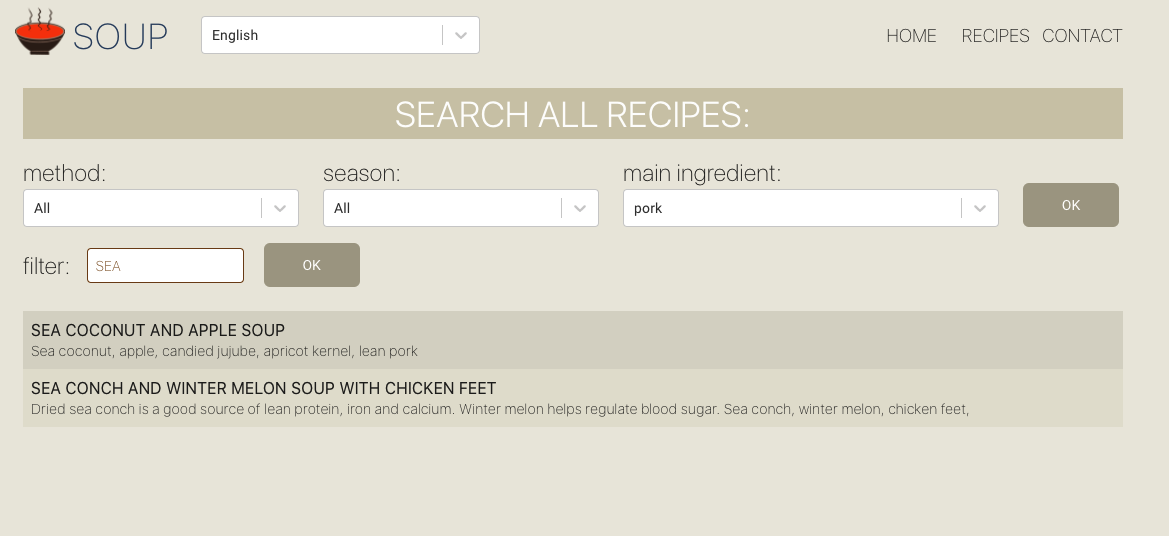 SOUP
English
HOME RECIPES CONTACT
SEARCH ALL RECIPES:
method: season: main ingredient:
All All pork OK
filter: SEA OK
SEA COCONUT AND APPLE SOUP
Sea coconut, apple, candied jujube, apricot kernel, lean pork
SEA CONCH AND WINTER MELON SOUP WITH CHICKEN FEET
Dried sea conch is a good source of lean protein, iron and calcium. Winter melon helps regulate blood sugar. Sea conch, winter melon, chicken feet,